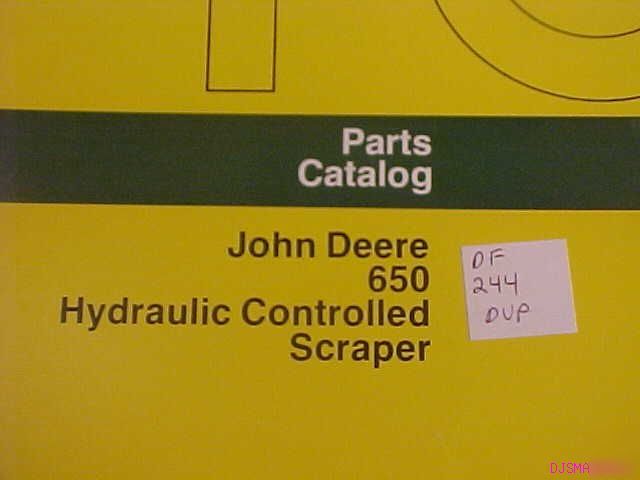 Parts
Catalog
John Deere
650
Hydraulic Controlled
Scraper
DF
244
DUP
DJSMA